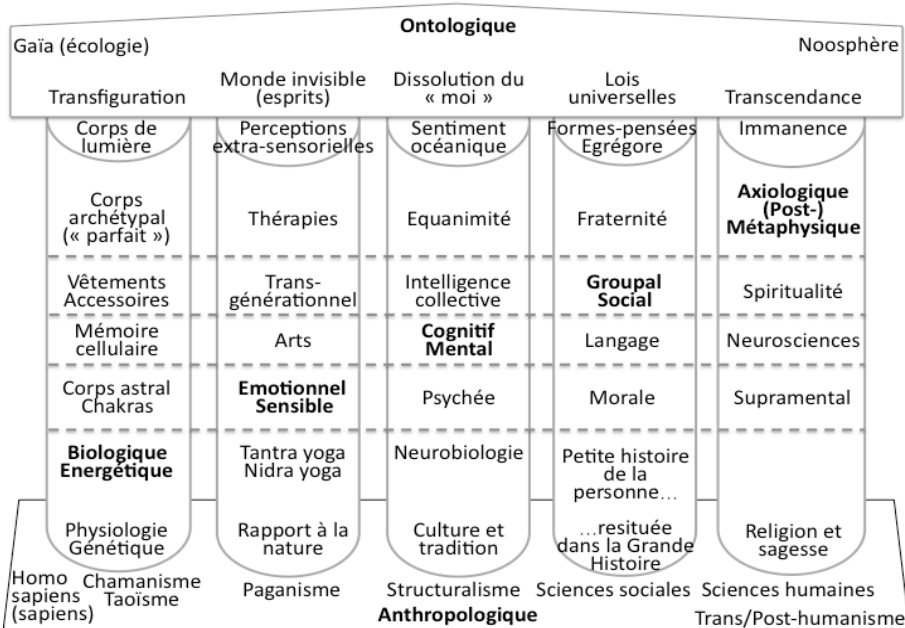 Ontologique
Gaïa (écologie)
Noosphère
Transfiguration
Monde invisible
(esprits)
Dissolution du
« moi »
Lois
universelles
Transcendance
Corps de
lumière
Perceptions
extra-sensorielles
Sentiment
océanique
Formes-pensées
Egrégore
Immanence
Corps
archétypal
(« parfait »)
Thérapies
Equanimité
Fraternité
Axiologique
(Post-)
Métaphysique
Vêtements
Accessoires
Trans-
générationnel
Intelligence
collective
Groupal
Social
Spiritualité
Mémoire
cellulaire
Arts
Cognitif
Mental
Langage
Neurosciences
Corps astral
Chakras
Emotionnel
Sensible
Psychée
Morale
Supramental
Biologique
Energétique
Tantra yoga
Nidra yoga
Neurobiologie
Petite histoire
de la
personne…
Physiologie
Génétique
Rapport à la
nature
Culture et
tradition
…resituée
dans la Grande
Histoire
Religion et
sagesse
Homo
sapiens
(sapiens)
Chamanisme
Taoïsme
Paganisme
Structuralisme
Sciences sociales
Sciences humaines
Anthropologique
Trans/Post-humanisme